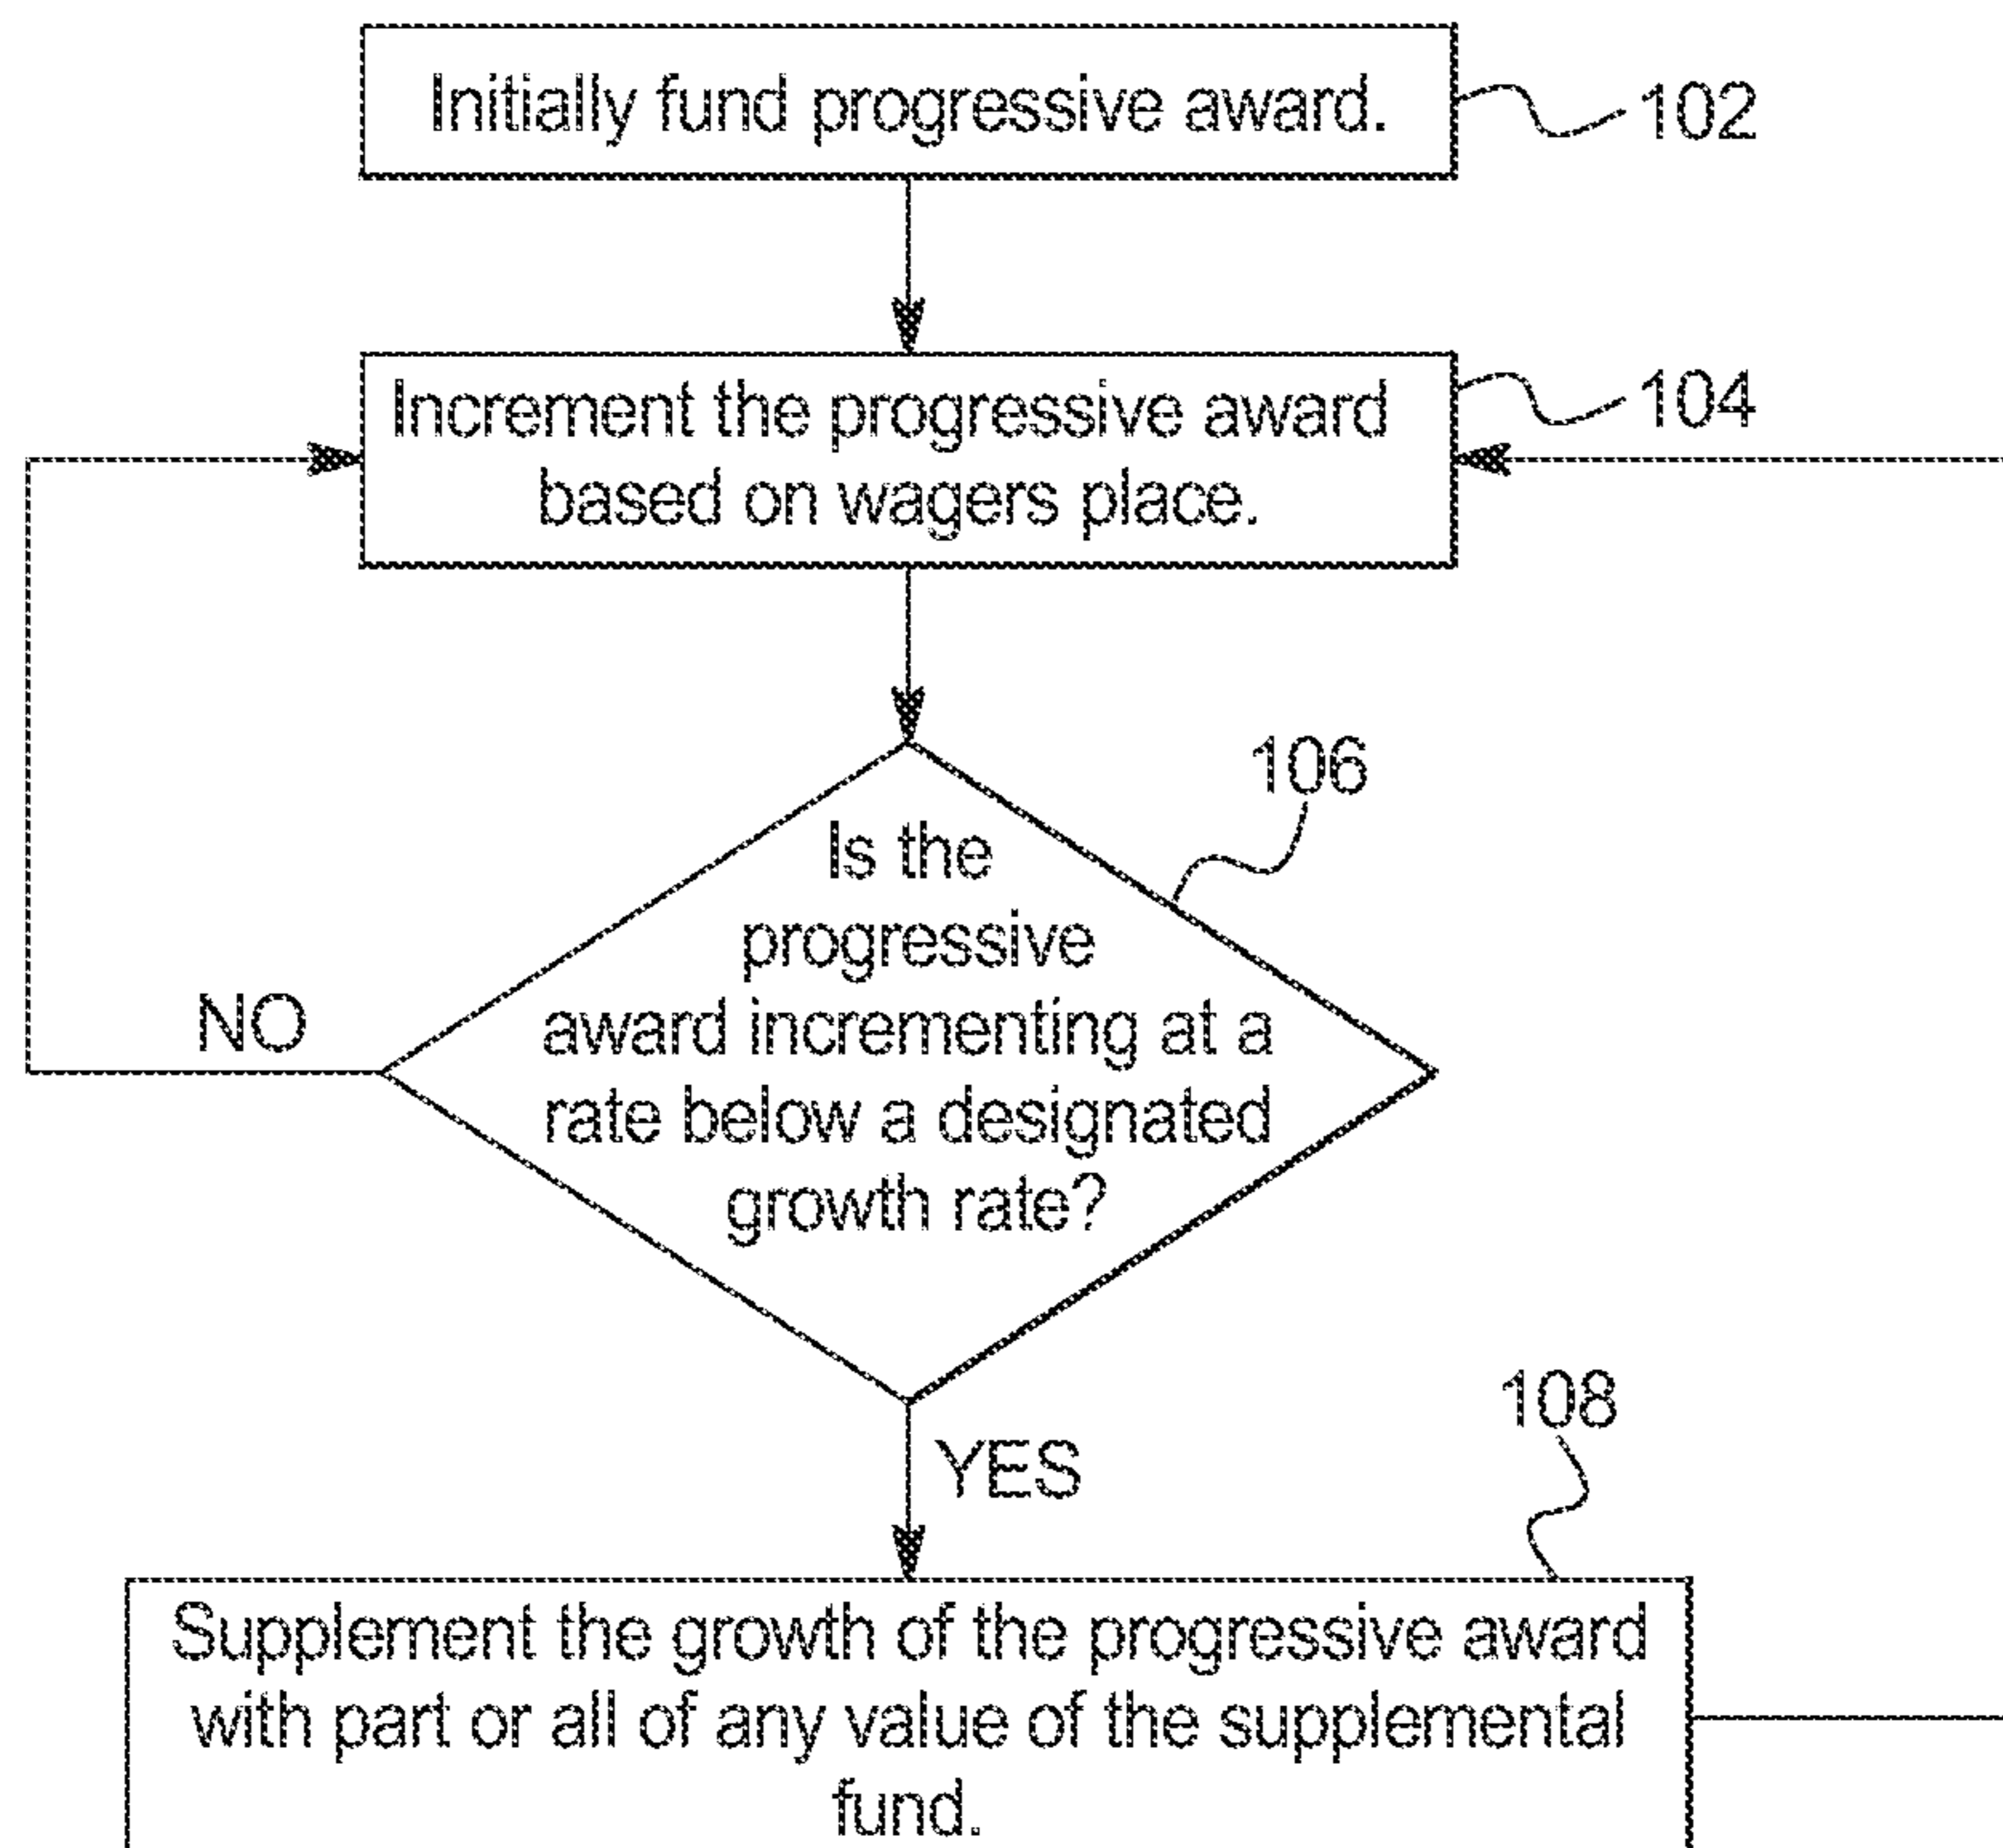 Initially fund progressive award.
102
Increment the progressive award
based on wagers place.
104
106
Is the
progressive
award incrementing at a
rate below a designated
growth rate?
NO
YES
108
Supplement the growth of the progressive award
with part or all of any value of the supplemental
fund.